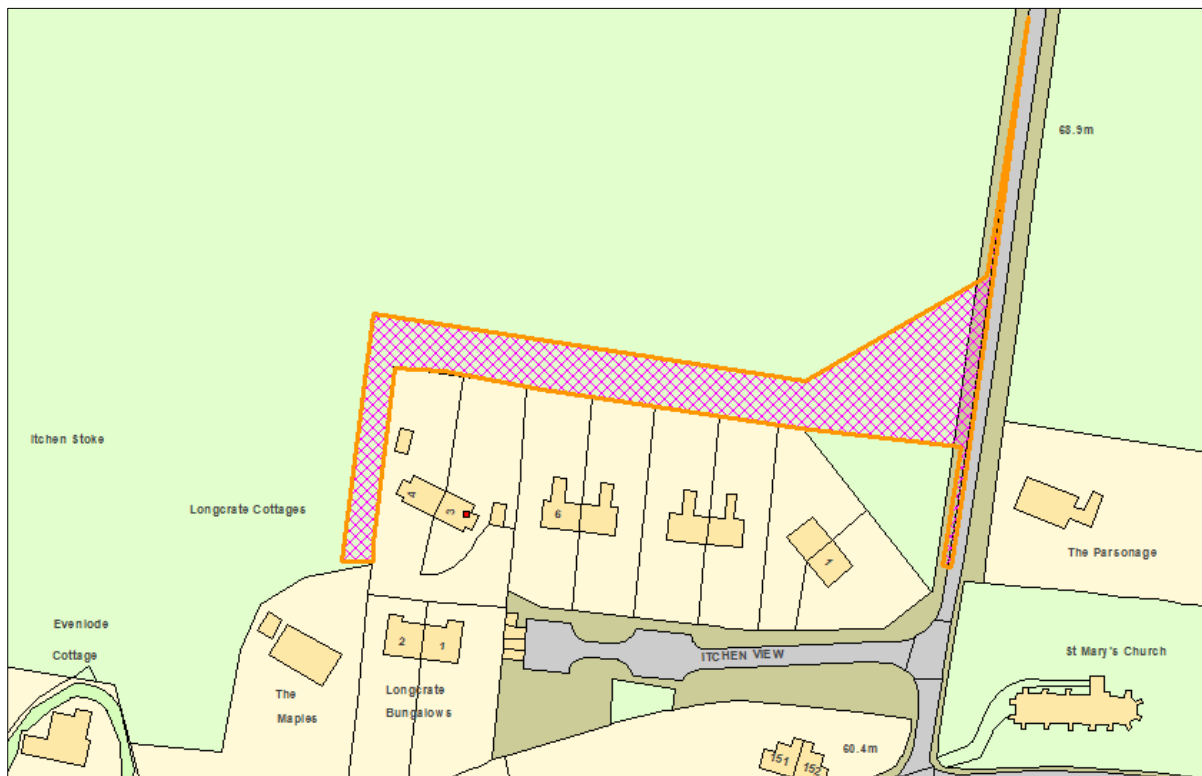 68.9m
Itchen Stoke
4
3
6
Longcrate Cottages
1
The Parsonage
Evenlode
Cottage
2
1
ITCHEN VIEW
St Mary's Church
The
Maples
Longcrate
Bungalows
60.4m
151
152